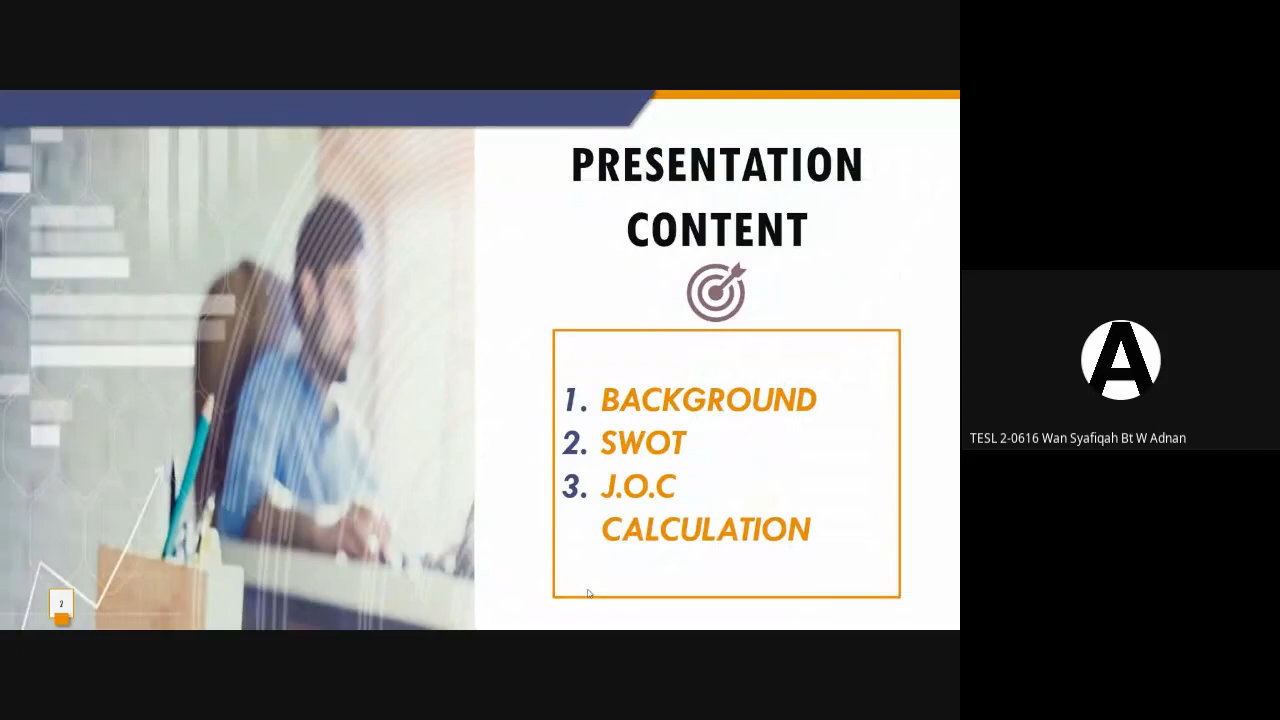 PRESENTATION
CONTENT
1. BACKGROUND
2. SWOT
3. J.O.C
CALCULATION
2
A
TESL 2-0616 Wan Syafiqah Bt W Adnan